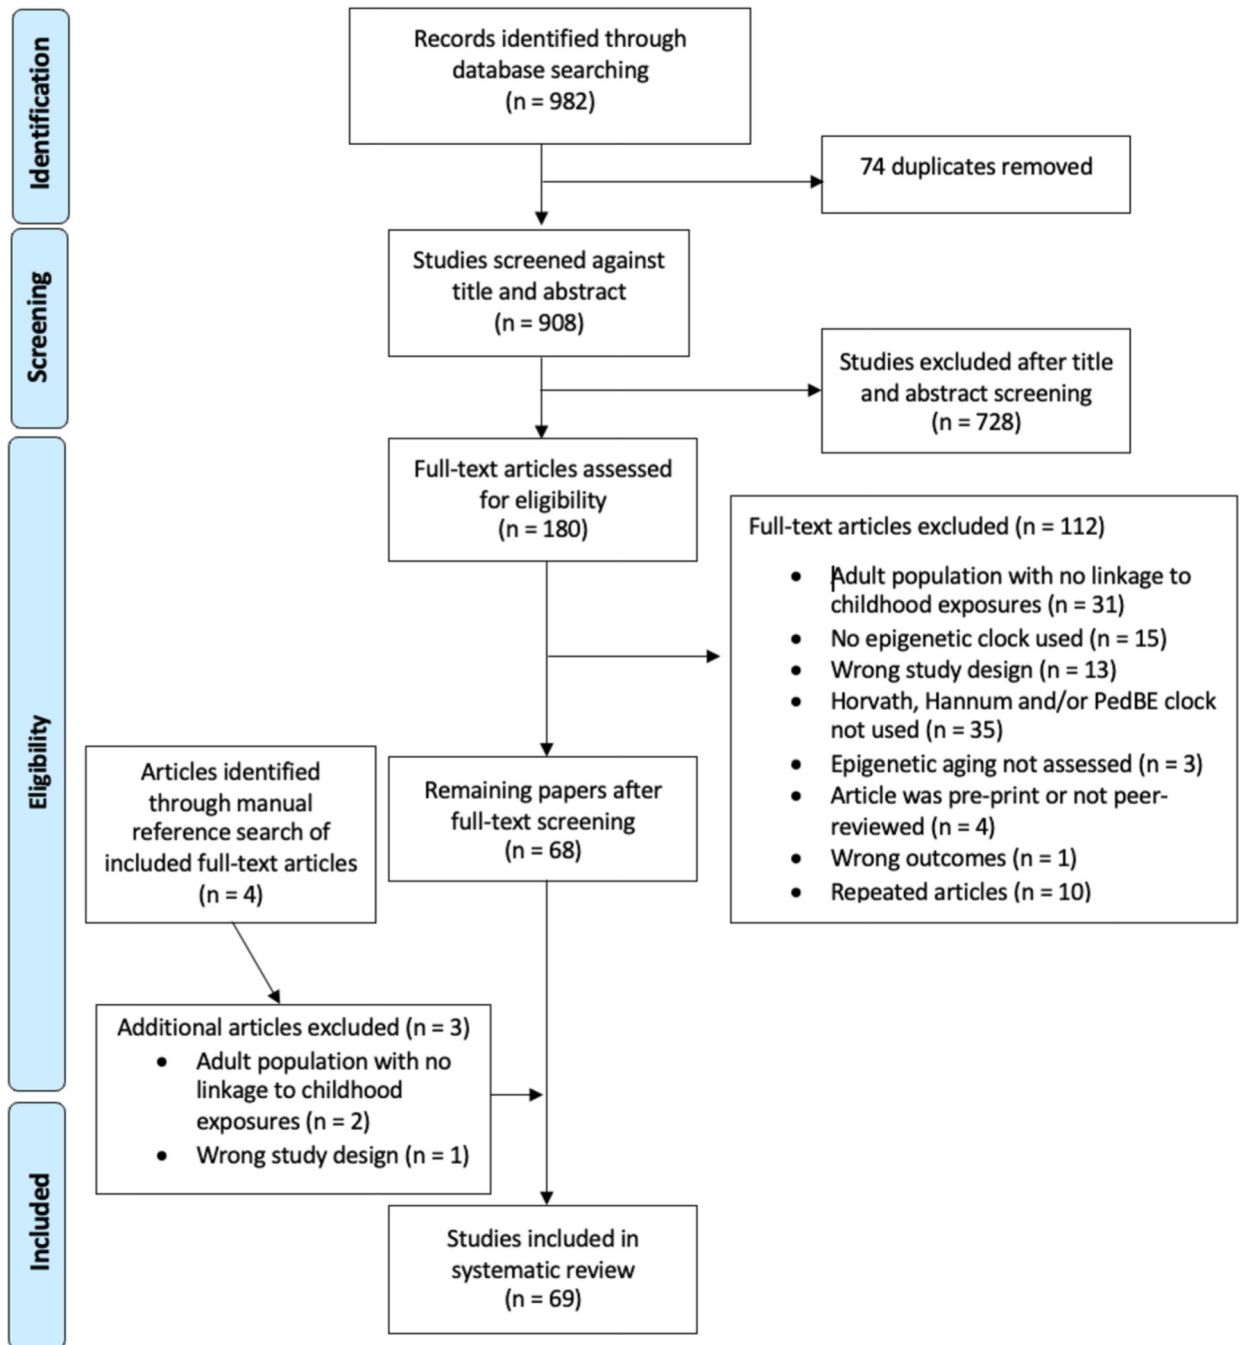 Identification
Records identified through
database searching
(n = 982)
74 duplicates removed
Screening
Studies screened against
title and abstract
(n = 908)
Studies excluded after title
and abstract screening
(n = 728)
Eligibility
Full-text articles assessed
for eligibility
(n = 180)
Full-text articles excluded (n = 112)
• Adult population with no linkage to
childhood exposures (n = 31)
• No epigenetic clock used (n = 15)
• Wrong study design (n = 13)
• Horvath, Hannum and/or PedBE clock
not used (n = 35)
• Epigenetic aging not assessed (n = 3)
• Article was pre-print or not peer-
reviewed (n = 4)
• Wrong outcomes (n = 1)
• Repeated articles (n = 10)
Articles identified
through manual
reference search of
included full-text articles
(n = 4)
Remaining papers after
full-text screening
(n = 68)
Additional articles excluded (n = 3)
• Adult population with no
linkage to childhood
exposures (n = 2)
• Wrong study design (n = 1)
Included
Studies included in
systematic review
(n = 69)